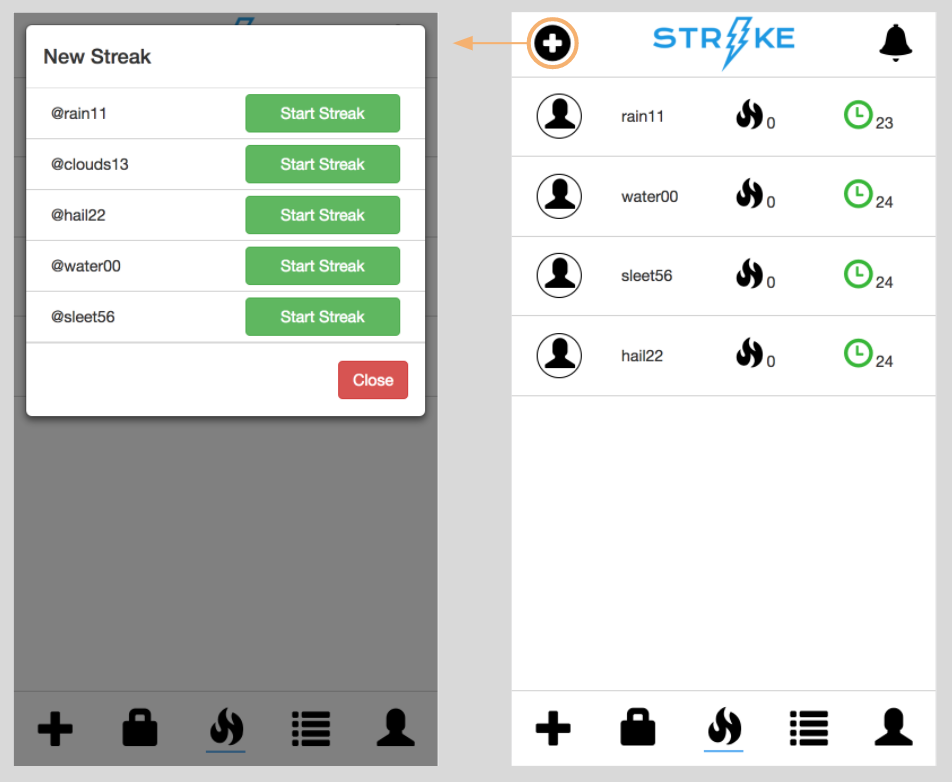 New Streak
@rain11 Start Streak
@clouds13 Start Streak
@hail22 Start Streak
@water00 Start Streak
@sleet56 Start Streak
Close
STRIKE
rain11 0 23
water00 0 24
sleet56 0 24
hail22 0 24